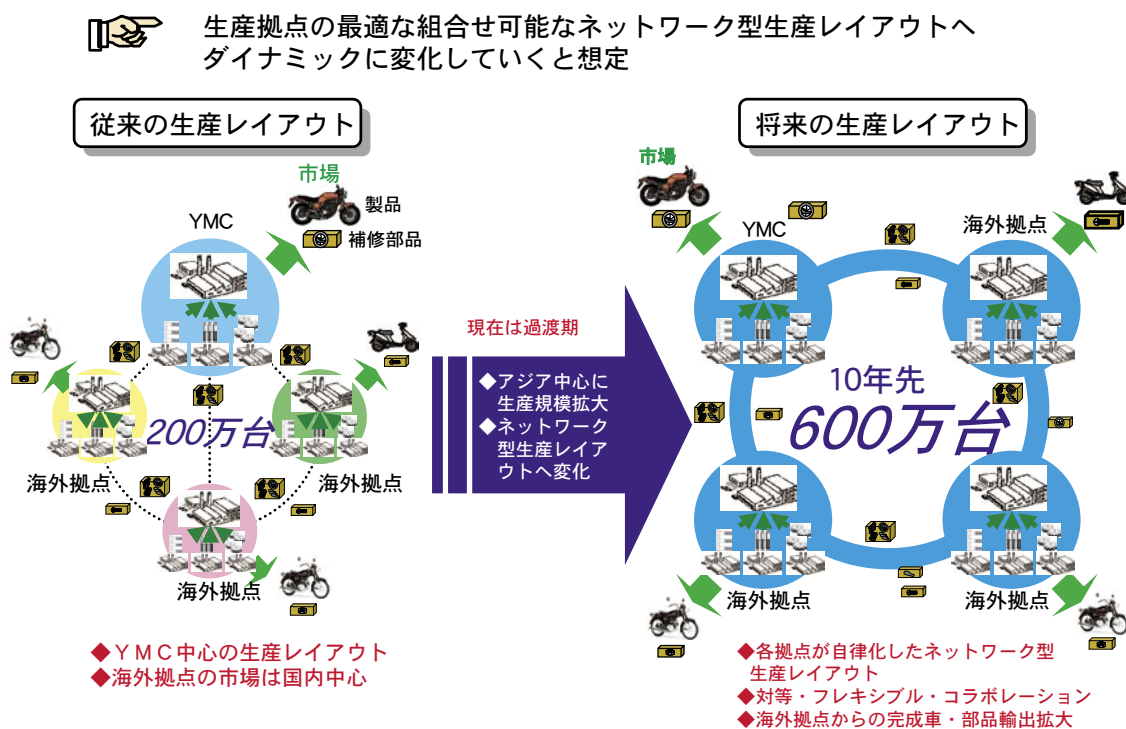 生産拠点の最適な組合せ可能なネットワーク型生産レイアウトへ
ダイナミックに変化していくと想定
従来の生産レイアウト
市場
製品
補修部品
YMC
200万台
海外拠点
海外拠点
海外拠点
◆ＹＭＣ中心の生産レイアウト
◆海外拠点の市場は国内中心
現在は過渡期
◆アジア中心に
生産規模拡大
◆ネットワーク
型生産レイア
ウトへ変化
将来の生産レイアウト
市場
YMC
海外拠点
10年先
600万台
海外拠点
海外拠点
◆各拠点が自律化したネットワーク型
生産レイアウト
◆対等・フレキシブル・コラボレーション
◆海外拠点からの完成車・部品輸出拡大